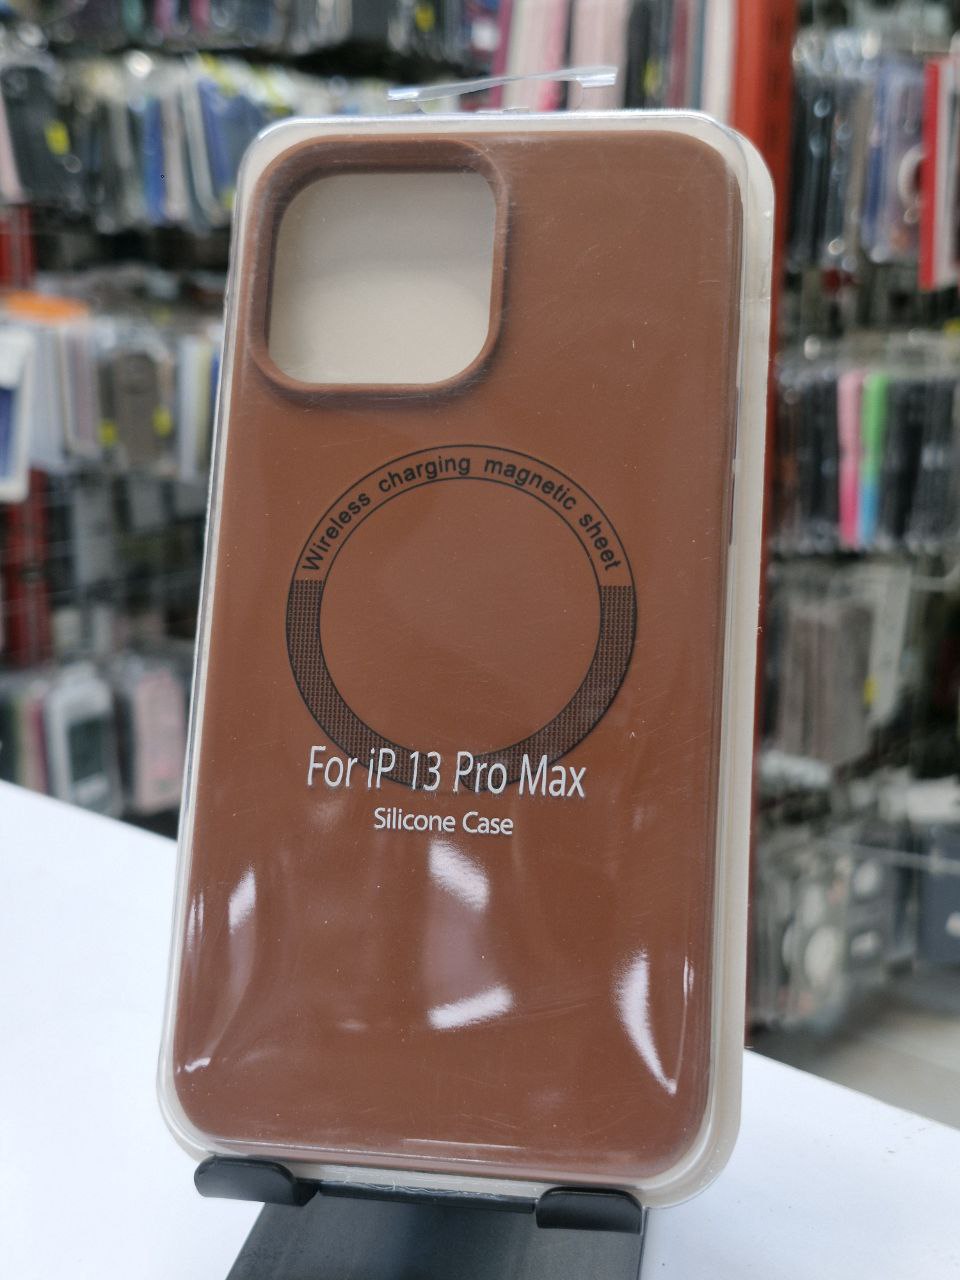 Wireless charging magnetic sheet
For iP 13 Pro Max
Silicone Case